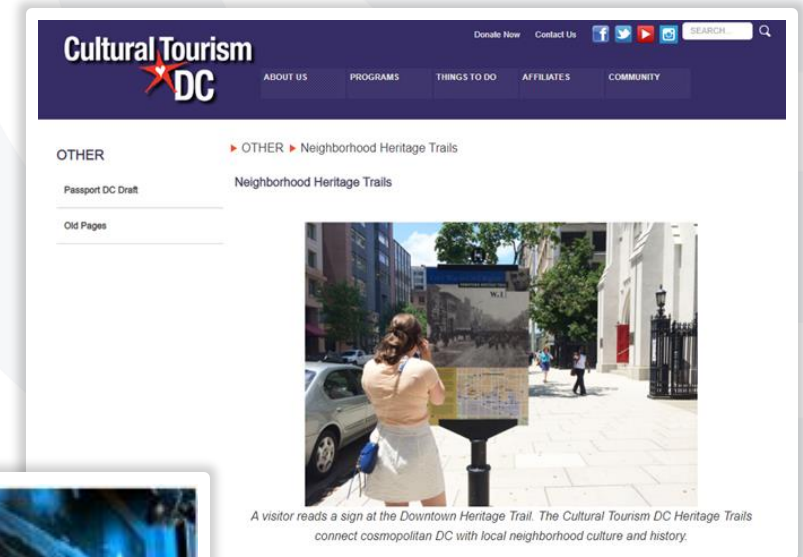 Cultural Tourism
DC
Donate Now Contact Us
SEARCH...
ABOUT US PROGRAMS THINGS TO DO AFFILIATES COMMUNITY
OTHER
Passport DC Draft
Old Pages
OTHER Neighborhood Heritage Trails
Neighborhood Heritage Trails
W.1
A visitor reads a sign at the Downtown Heritage Trail. The Cultural Tourism DC Heritage Trails
connect cosmopolitan DC with local neighborhood culture and history.